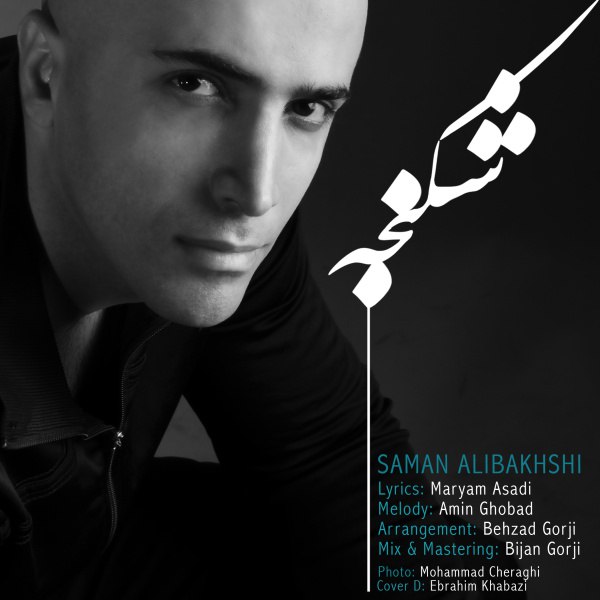 شکنجه
SAMAN ALIBAKHSHI
Lyrics: Maryam Asadi
Melody: Amin Ghobad
Arrangement: Behzad Gorji
Mix & Mastering: Bijan Gorji
Photo: Mohammad Cheraghi
Cover D: Ebrahim Khabazi